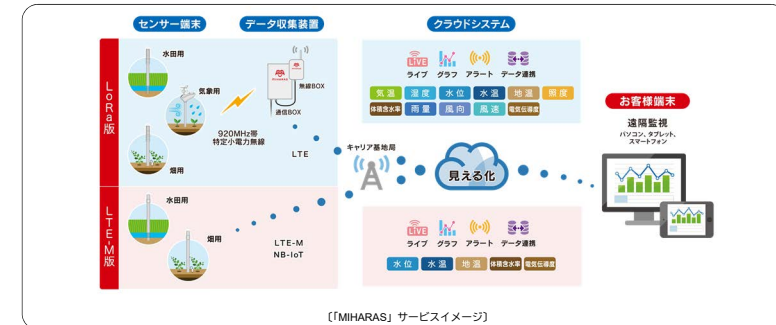 センサー端末
データ収集装置
クラウドシステム
LoRa版
水田用
気象用
畑用
920MHz帯
特定小電力無線
MIHARAS
無線BOX
通信BOX
LTE
キャリア基地局
LIVE
ライブ グラフ アラート データ連携
気温 湿度 水位 水温 地温 照度
体積含水率 雨量 風向 風速 電気伝導度
見える化
お客様端末
遠隔監視
パソコン、タブレット、
スマートフォン
LTE-M版
水田用
畑用
LTE-M
NB-IoT
LIVE
ライブ グラフ アラート データ連携
水位 水温 地温 体積含水率 電気伝導度
〔「MIHARAS」サービスイメージ〕